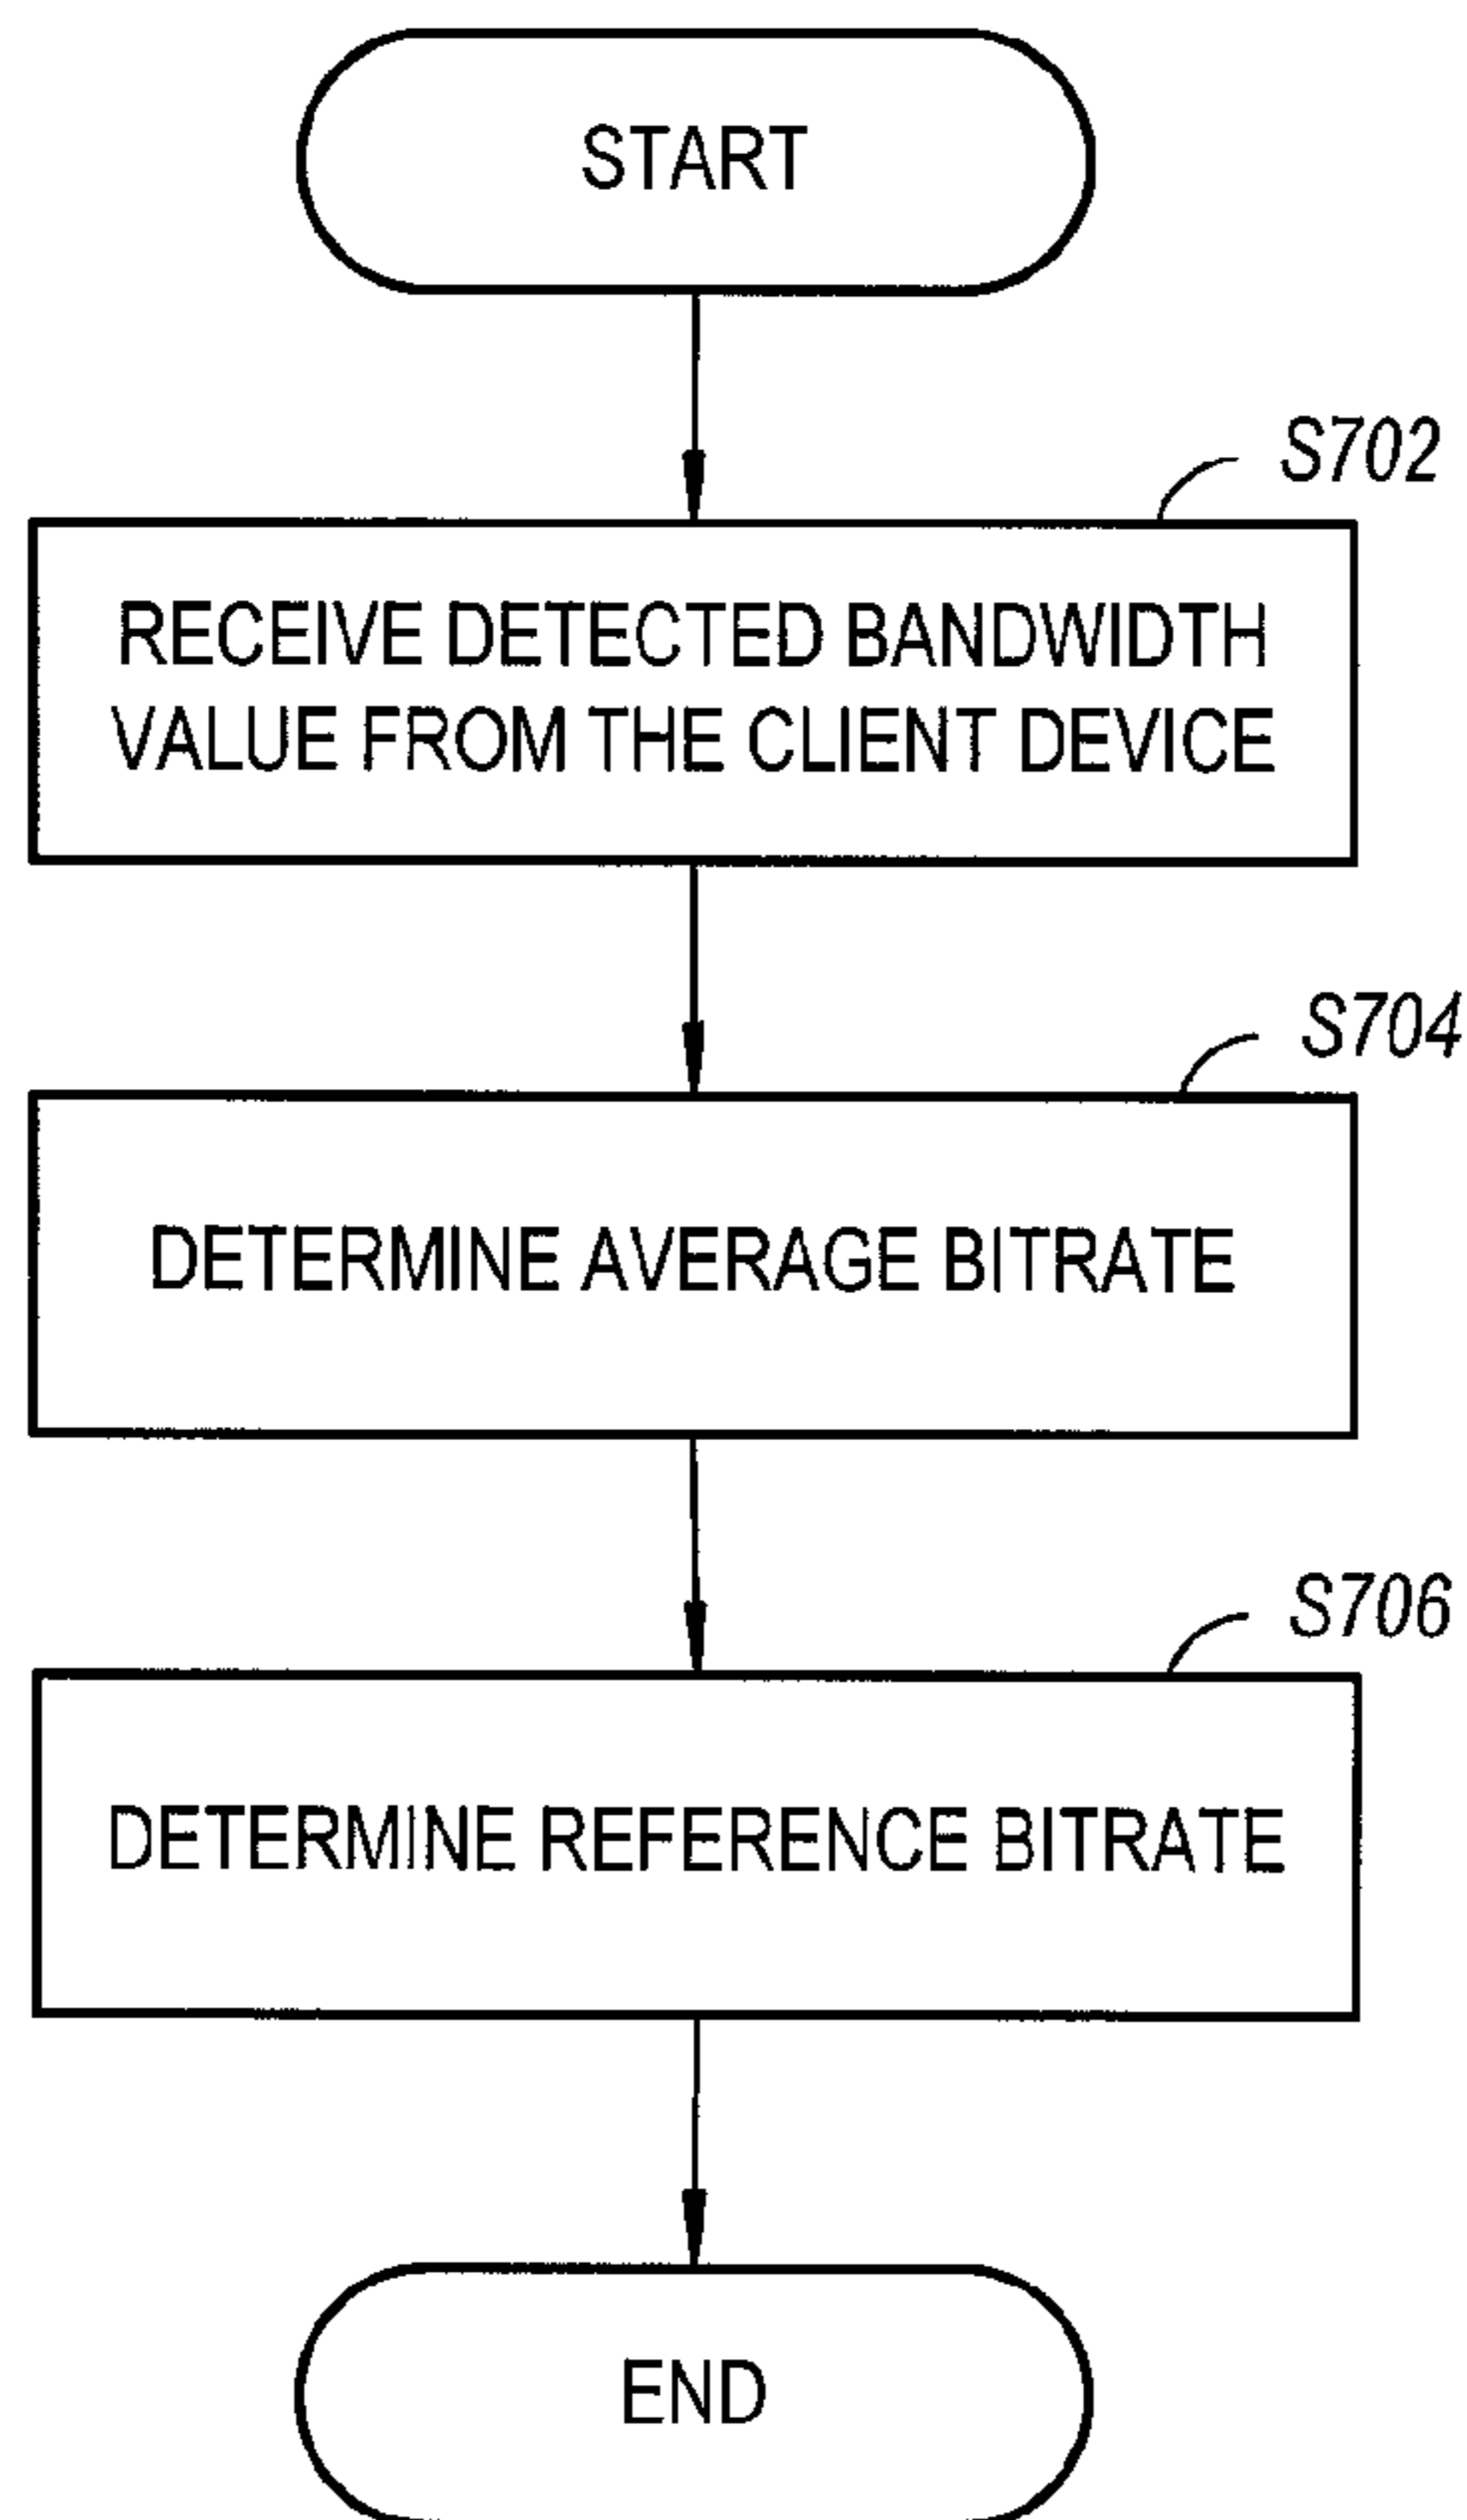 START
S702
RECEIVE DETECTED BANDWIDTH
VALUE FROM THE CLIENT DEVICE
S704
DETERMINE AVERAGE BITRATE
S706
DETERMINE REFERENCE BITRATE
END